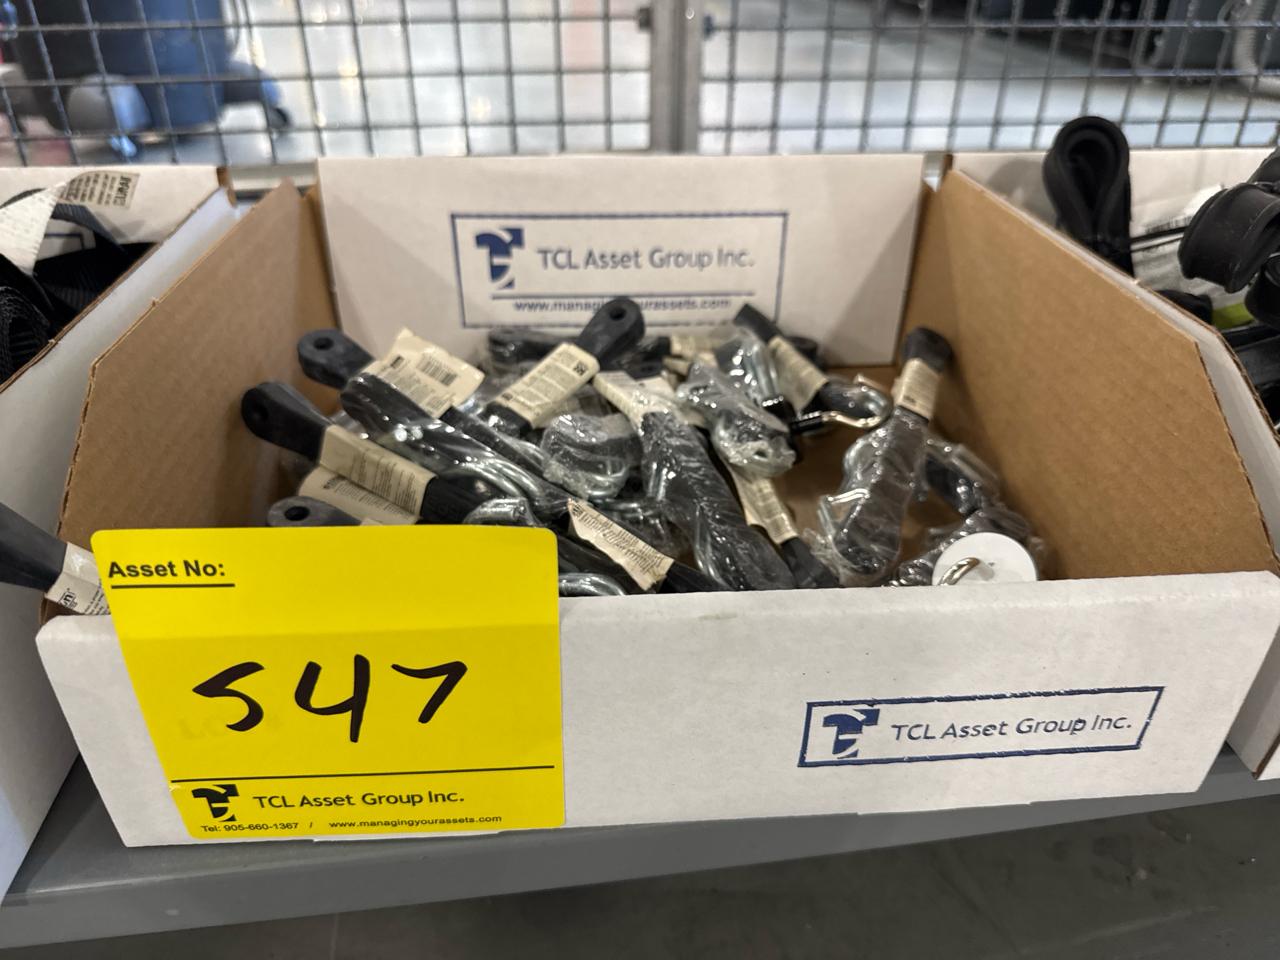 TCL Asset Group Inc.
www.managingyourassets.com
Asset No:
547
TCL Asset Group Inc.
Tel: 905-660-1367 / www.managingyourassets.com
TCL Asset Group Inc.